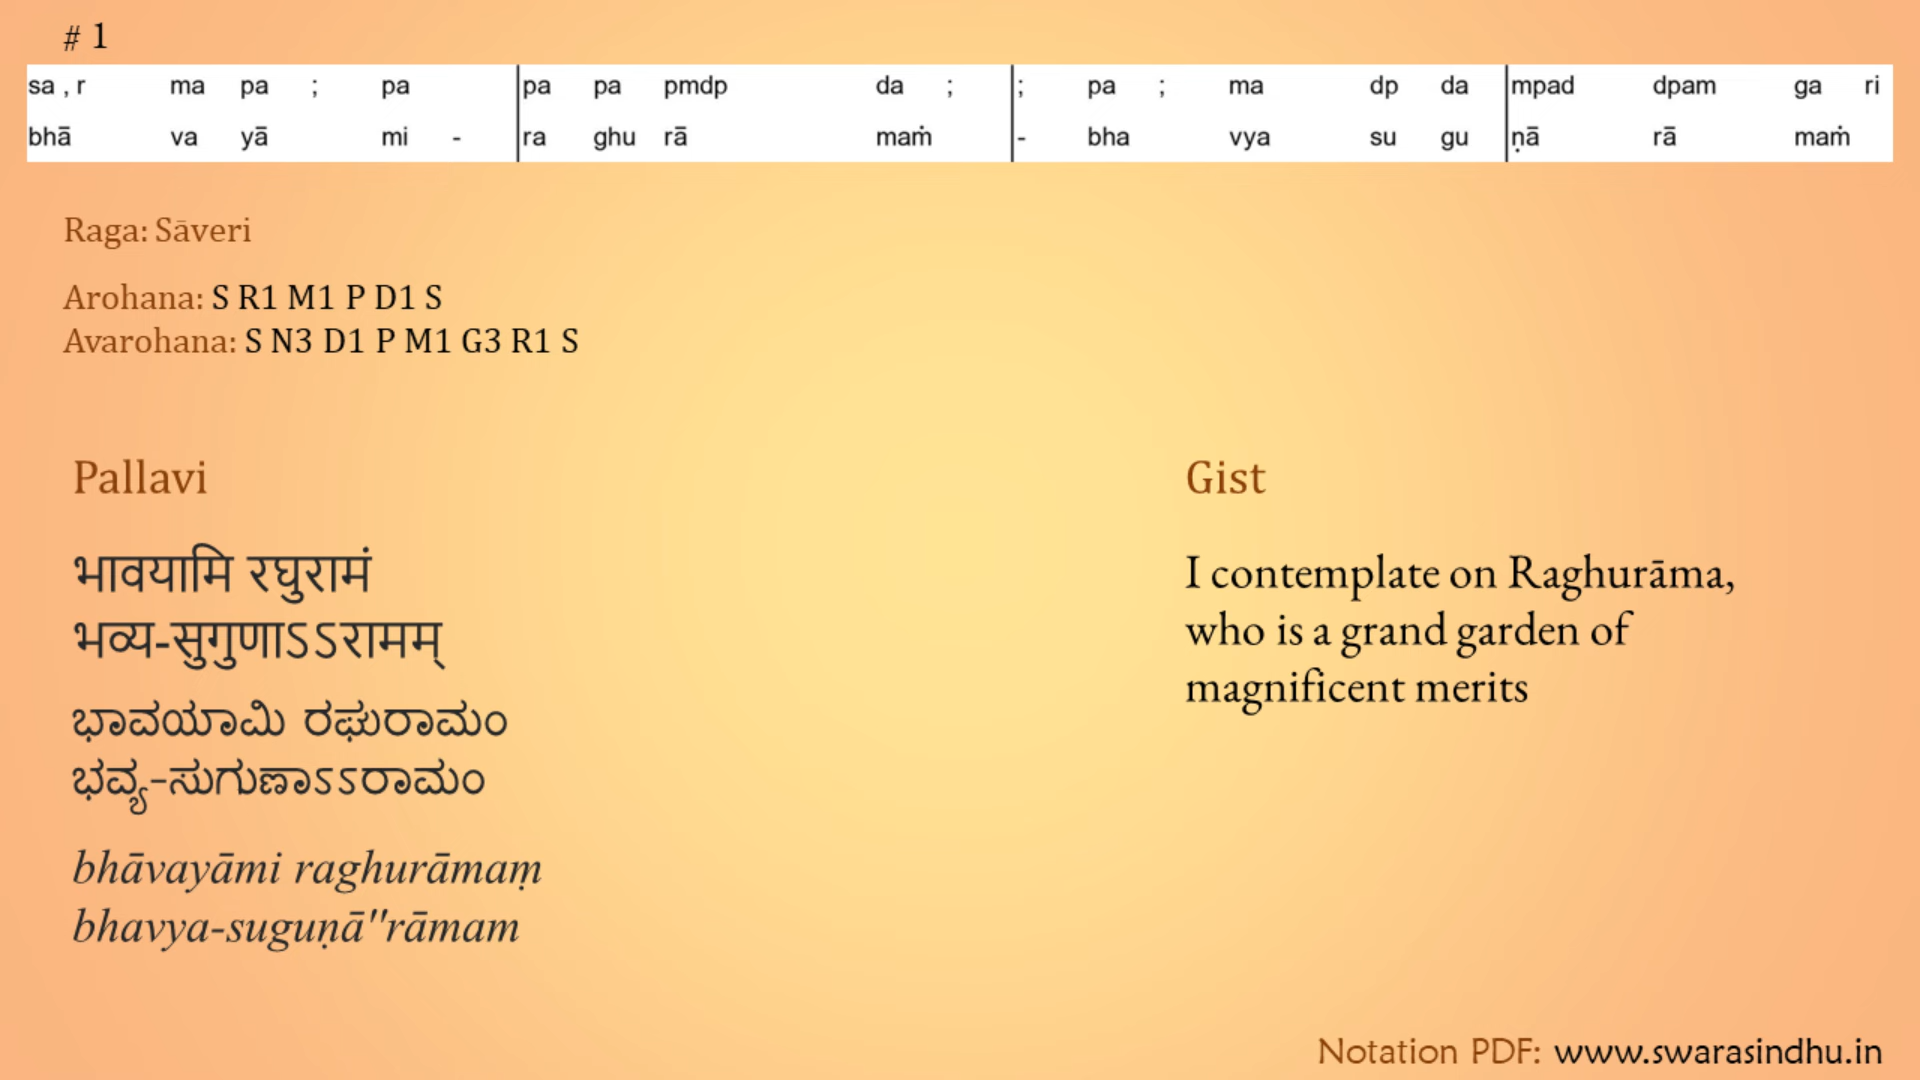 # 1
sa , r ma pa ; pa | pa pa pmdp da ; | ; pa ; ma dp da | mpad dpam ga ri
bhā va yā mi - | ra ghu rā maṁ | - bha vya su gu | ṇā rā maṁ
Raga: Sāveri
Arohana: S R1 M1 P D1 S
Avarohana: S N3 D1 P M1 G3 R1 S
Pallavi
भावयामि रघुरामं
भव्य-सुगुणाऽऽरामम्
ಭಾವಯಾಮಿ ರಘುರಾಮಂ
ಭವ್ಯ-ಸುಗುಣಾಽಽರಾಮಂ
bhāvayāmi raghurāmaṃ
bhavya-suguṇā"rāmam
Gist
I contemplate on Raghurāma,
who is a grand garden of
magnificent merits
Notation PDF: www.swarasindhu.in